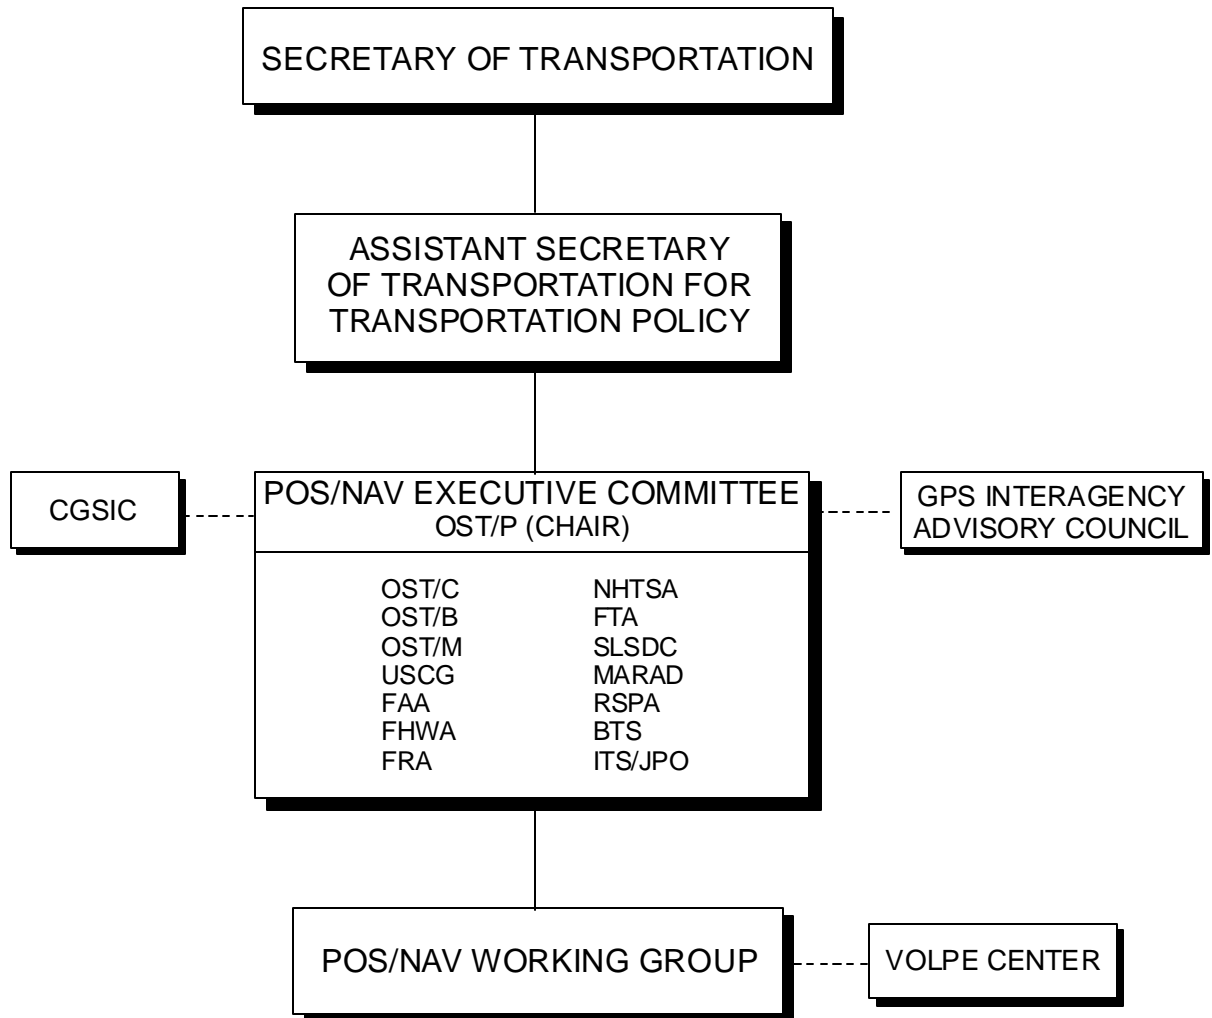 SECRETARY OF TRANSPORTATION
ASSISTANT SECRETARY
OF TRANSPORTATION FOR
TRANSPORTATION POLICY
CGSIC
POS/NAV EXECUTIVE COMMITTEE
OST/P (CHAIR)
GPS INTERAGENCY
ADVISORY COUNCIL
OST/C
OST/B
OST/M
USCG
FAA
FHWA
FRA
NHTSA
FTA
SLSDC
MARAD
RSPA
BTS
ITS/JPO
POS/NAV WORKING GROUP
VOLPE CENTER